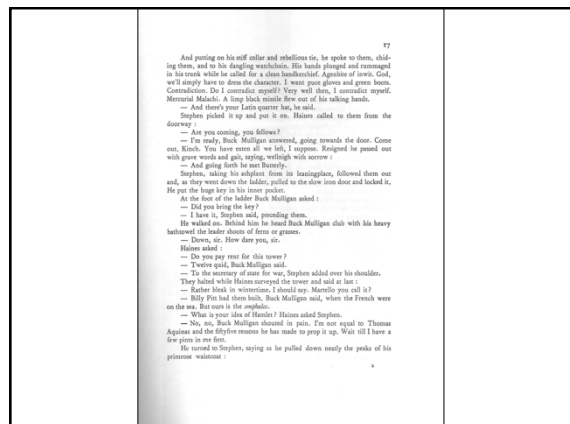 17
And putting on his stiff collar and rebellious tie, he spoke to them, chid-
ing them, and to his dangling watchchain. His hands plunged and rummaged
in his trunk while he called for a clean handkerchief. Agenbite of inwit. God,
we'll simply have to dress the character. I want puce gloves and green boots.
Contradiction. Do I contradict myself? Very well then, I contradict myself.
Mercurial Malachi. A limp black missile flew out of his talking hands.
— And there's your Latin quarter hat, he said.
Stephen picked it up and put it on. Haines called to them from the
doorway :
— Are you coming, you fellows?
— I'm ready, Buck Mulligan answered, going towards the door. Come
out, Kinch. You have eaten all we left, I suppose. Resigned he passed out
with grave words and gait, saying, wellnigh with sorrow :
— And going forth he met Butterly.
Stephen, taking his ashplant from its leaningplace, followed them out
and, as they went down the ladder, pulled to the slow iron door and locked it.
He put the huge key in his inner pocket.
At the foot of the ladder Buck Mulligan asked :
— Did you bring the key?
— I have it, Stephen said, preceding them.
He walked on. Behind him he heard Buck Mulligan club with his heavy
bathtowel the leader shoots of ferns or grasses.
— Down, sir. How dare you, sir.
Haines asked :
— Do you pay rent for this tower?
— Twelve quid, Buck Mulligan said.
— To the secretary of state for war, Stephen added over his shoulder.
They halted while Haines surveyed the tower and said at last :
— Rather bleak in wintertime, I should say. Martello you call it?
— Billy Pitt had them built, Buck Mulligan said, when the French were
on the sea. But ours is the omphalos.
— What is your idea of Hamlet? Haines asked Stephen.
— No, no, Buck Mulligan shouted in pain. I'm not equal to Thomas
Aquinas and the fiftyfive reasons he has made to prop it up. Wait till I have a
few pints in me first.
He turned to Stephen, saying as he pulled down neatly the peaks of his
primrose waistcoat :
2